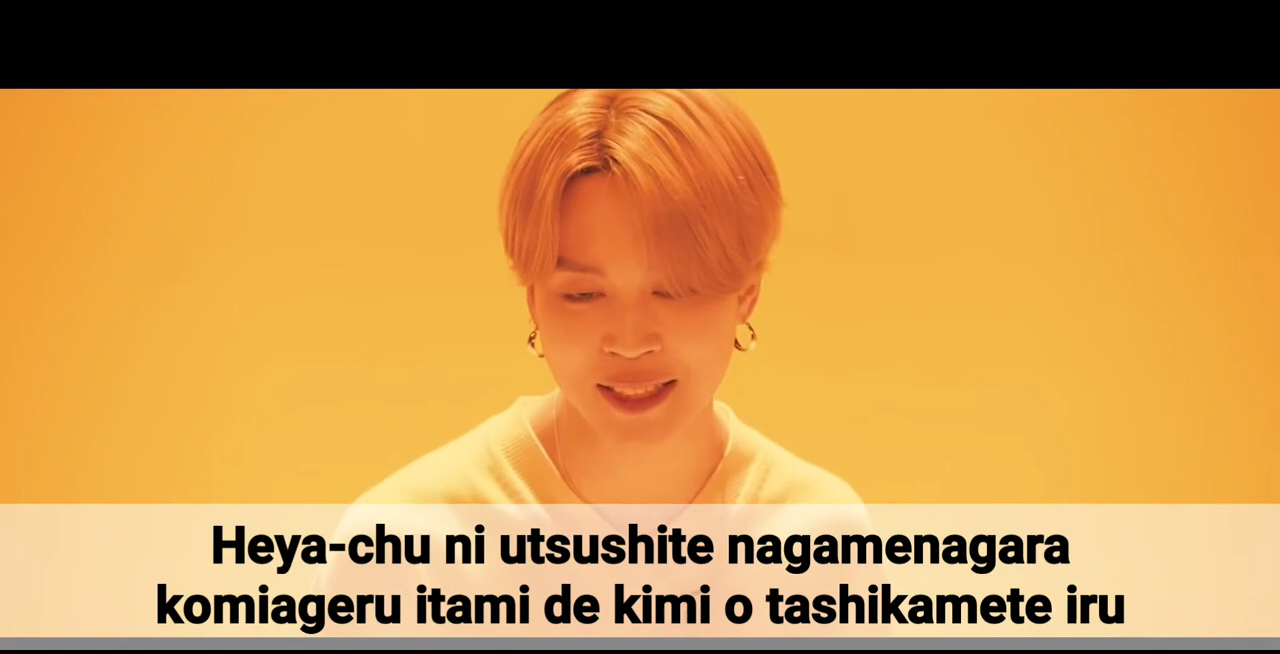 Heya-chu ni utsushite nagamenagara
komiageru itami de kimi o tashikamete iru